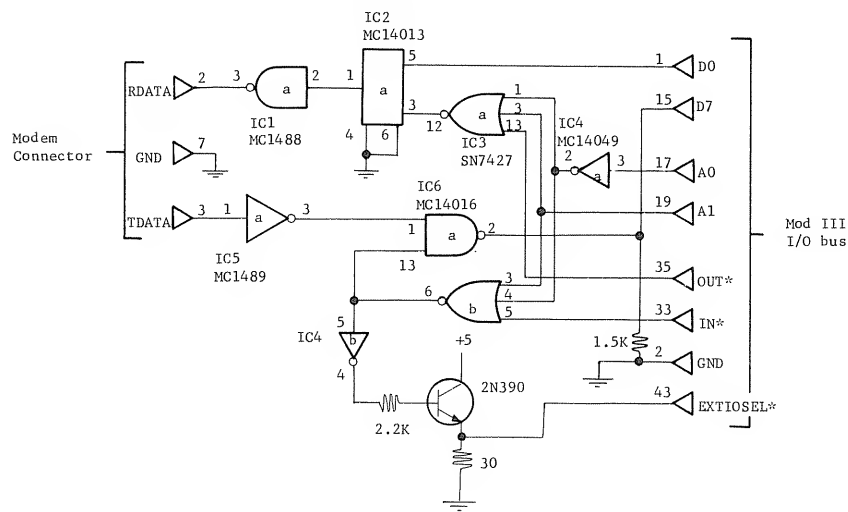 IC2
MC14013
RDATA 2 3 a 2 1 a 5 1 D0
IC1
MC1488
3 12 a 1 3 13 15 D7
IC3
SN7427
IC4
MC14049
4 6
2 a 3 17 A0
Modem
Connector
GND 7
19 A1
IC6
MC14016
TDATA 3 1 a 3 1 a 2
13
IC5
MC1489
Mod III
I/O bus
35 OUT*
6 b 3 4 5 33 IN*
IC4 5 b 4
1.5K
2 GND
+5
2N390
2.2K
43 EXTIOSEL*
30